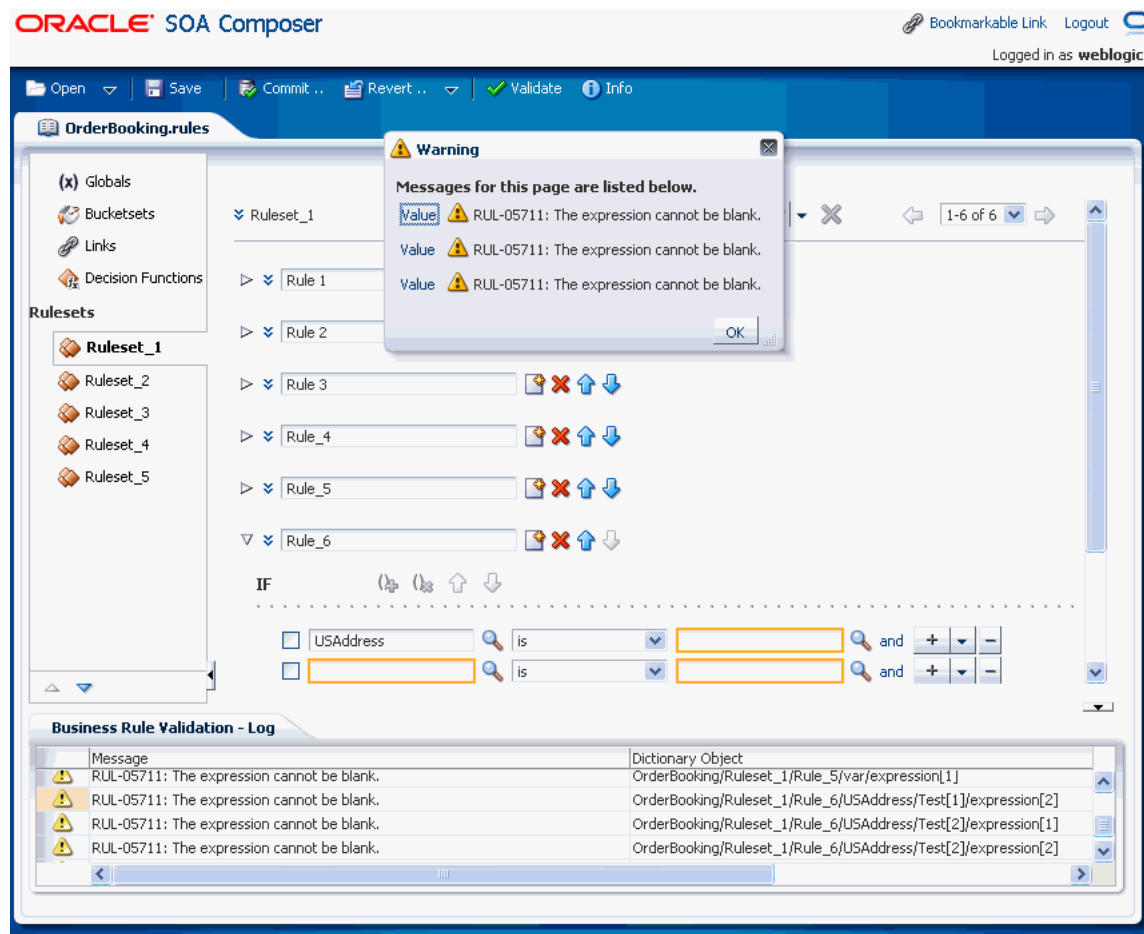 ORACLE SOA Composer
Bookmarkable Link Logout
Logged in as weblogic
Open Save Commit .. Revert .. Validate Info
OrderBooking.rules
Warning
Messages for this page are listed below.
Value RUL-05711: The expression cannot be blank.
Value RUL-05711: The expression cannot be blank.
Value RUL-05711: The expression cannot be blank.
OK
(x) Globals
Bucketsets
Links
Decision Functions
Rulesets
Ruleset_1
Ruleset_2
Ruleset_3
Ruleset_4
Ruleset_5
Ruleset_1
1-6 of 6
Rule 1
Rule 2
Rule 3
Rule_4
Rule_5
Rule_6
IF
USAddress is and
is and
Business Rule Validation - Log
Message Dictionary Object
RUL-05711: The expression cannot be blank. OrderBooking/Ruleset_1/Rule_5/var/expression[1]
RUL-05711: The expression cannot be blank. OrderBooking/Ruleset_1/Rule_6/USAddress/Test[1]/expression[2]
RUL-05711: The expression cannot be blank. OrderBooking/Ruleset_1/Rule_6/USAddress/Test[2]/expression[1]
RUL-05711: The expression cannot be blank. OrderBooking/Ruleset_1/Rule_6/USAddress/Test[2]/expression[2]